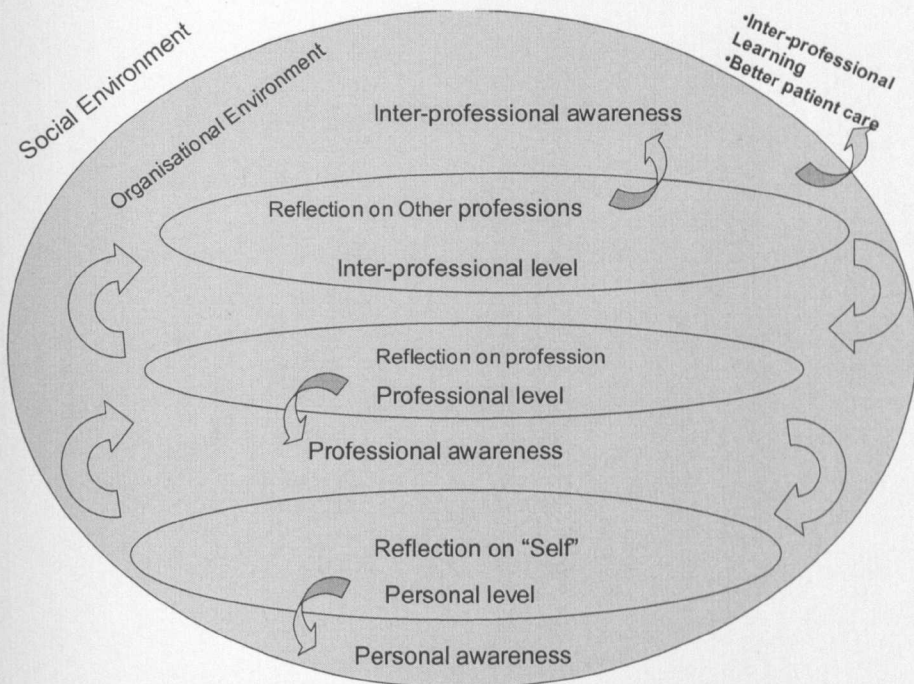 Social Environment
Organisational Environment
•Inter-professional
Learning
•Better patient care
Inter-professional awareness
Reflection on Other professions
Inter-professional level
Reflection on profession
Professional level
Professional awareness
Reflection on “Self”
Personal level
Personal awareness